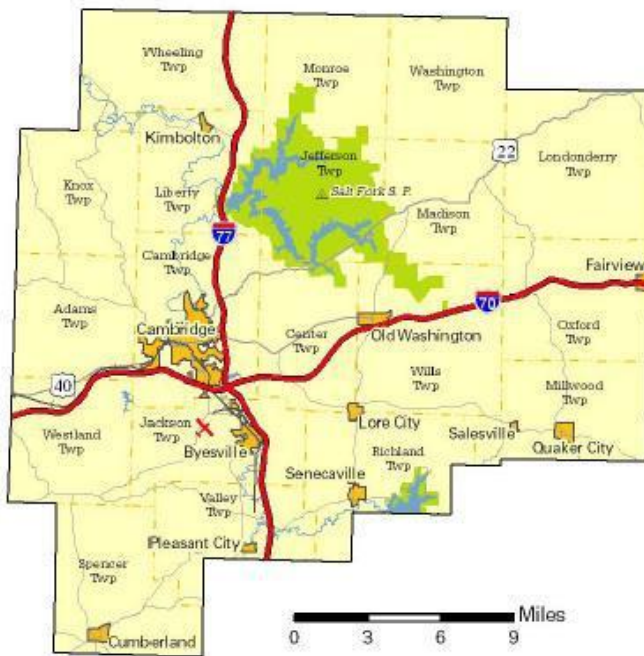 Wheeling
Twp
Monroe
Twp
Washington
Twp
Kimbolton
22
Jefferson
Twp
Londonderry
Twp
Knox
Twp
Liberty
Twp
Salt Fork S. P.
Madison
Twp
77
Cambridge
Twp
Fairview
70
Adams
Twp
Cambridge
Center
Twp
Old Washington
Oxford
Twp
40
Wills
Twp
Millwood
Twp
Westland
Twp
Jackson
Twp
Lore City
Salesville
Quaker City
Byesville
Richland
Twp
Senecaville
Valley
Twp
Pleasant City
Spencer
Twp
Cumberland
Miles
0 3 6 9